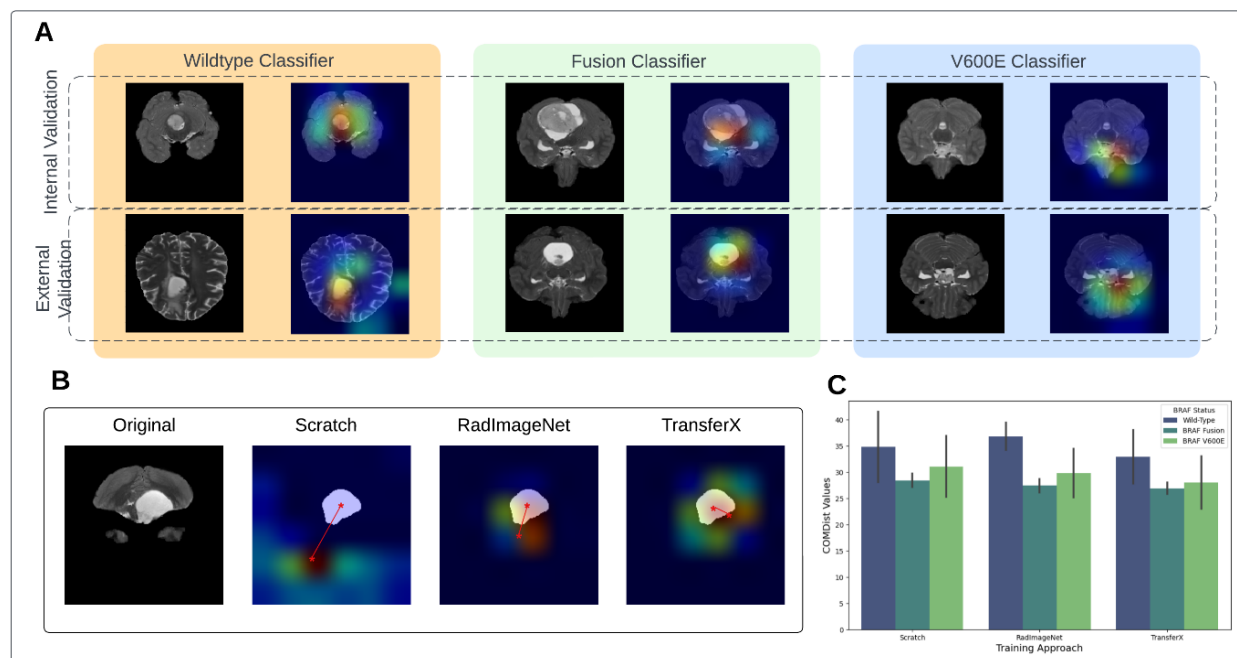 A
Wildtype Classifier
Fusion Classifier
V600E Classifier
Internal Validation
External
Validation
B
Original
Scratch
RadImageNet
TransferX
C
BRAF Status
Wild-Type
BRAF Fusion
BRAF V600E
COMDist Values
40
35
30
25
20
15
10
5
0
Scratch
RadImageNet
TransferX
Training Approach